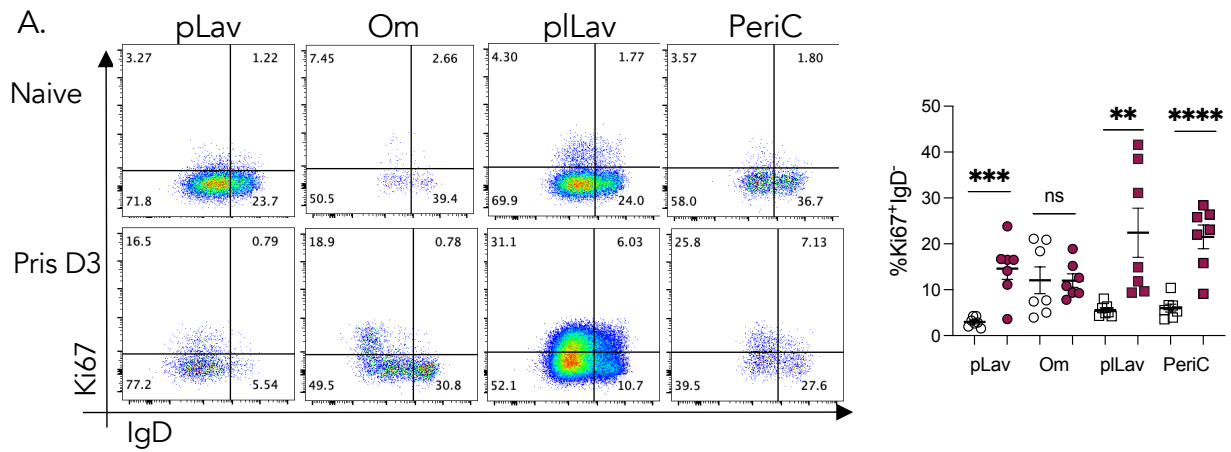 A.
pLav Om plLav PeriC
Naive
3.27 1.22 7.45 2.66 4.30 1.77 3.57 1.80
71.8 23.7 50.5 39.4 69.9 24.0 58.0 36.7
Pris D3
16.5 0.79 18.9 0.78 31.1 6.03 25.8 7.13
77.2 5.54 49.5 30.8 52.1 10.7 39.5 27.6
Ki67
IgD
%Ki67+IgD-
50
40
30
20
10
0
*** ns ** ****
pLav Om plLav PeriC